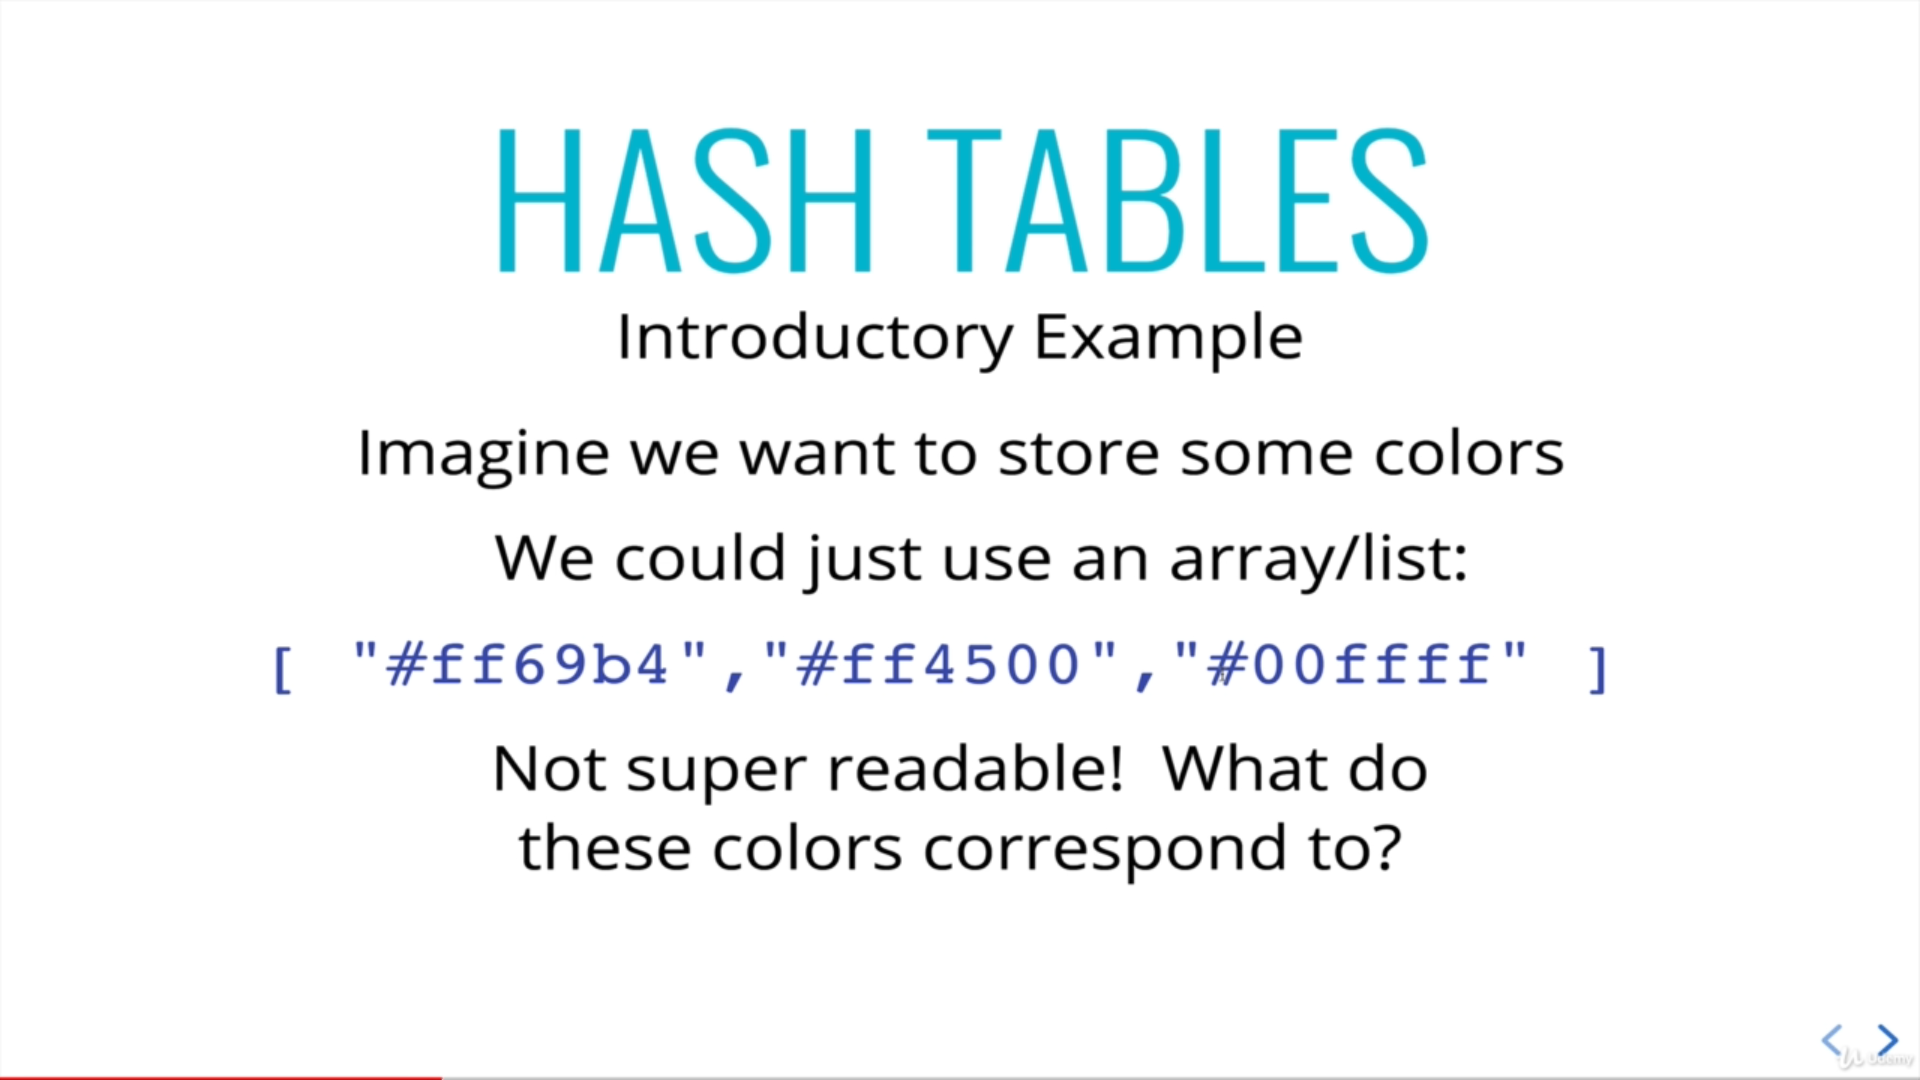 HASH TABLES
Introductory Example
Imagine we want to store some colors
We could just use an array/list:
[ "#ff69b4","#ff4500","#00ffff" ]
Not super readable!  What do
these colors correspond to?
Udemy